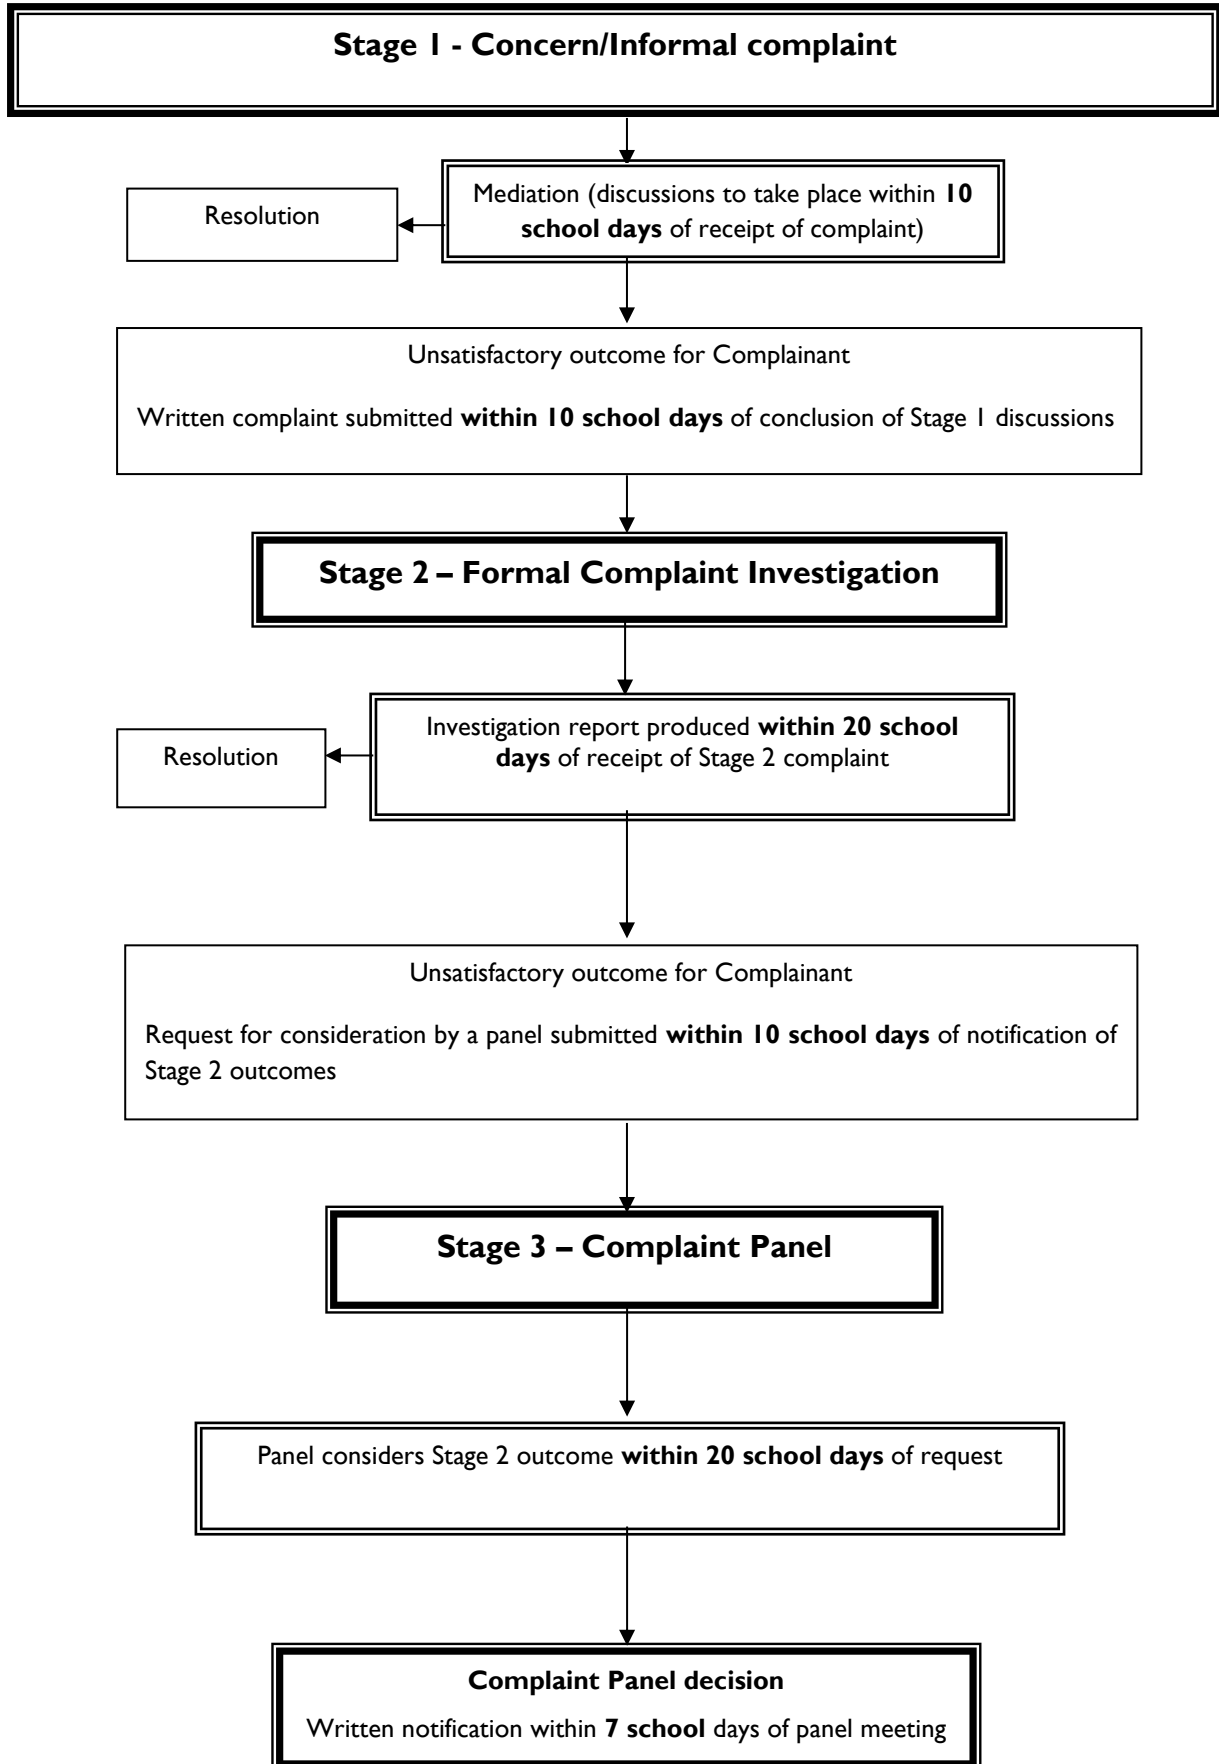 Stage 1 - Concern/Informal complaint
Mediation (discussions to take place within 10
school days of receipt of complaint)
Resolution
Unsatisfactory outcome for Complainant
Written complaint submitted within 10 school days of conclusion of Stage 1 discussions
Stage 2 – Formal Complaint Investigation
Investigation report produced within 20 school
days of receipt of Stage 2 complaint
Resolution
Unsatisfactory outcome for Complainant
Request for consideration by a panel submitted within 10 school days of notification of
Stage 2 outcomes
Stage 3 – Complaint Panel
Panel considers Stage 2 outcome within 20 school days of request
Complaint Panel decision
Written notification within 7 school days of panel meeting